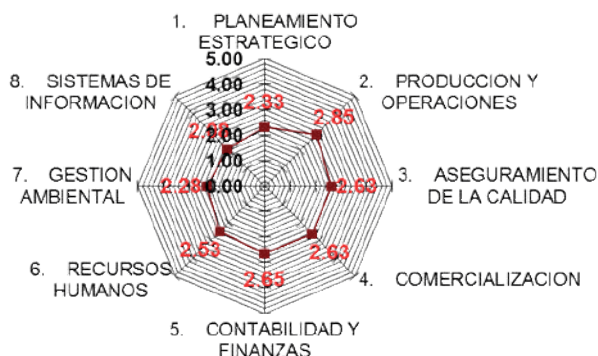 1. PLANEAMIENTO
ESTRATEGICO
5.00
4.00
3.00
2.00
1.00
0.00
2.33
2. PRODUCCION Y
OPERACIONES
2.85
3. ASEGURAMIENTO
DE LA CALIDAD
2.63
4. COMERCIALIZACION
2.63
5. CONTABILIDAD Y
FINANZAS
2.65
6. RECURSOS
HUMANOS
2.53
7. GESTION
AMBIENTAL
2.28
8. SISTEMAS DE
INFORMACION